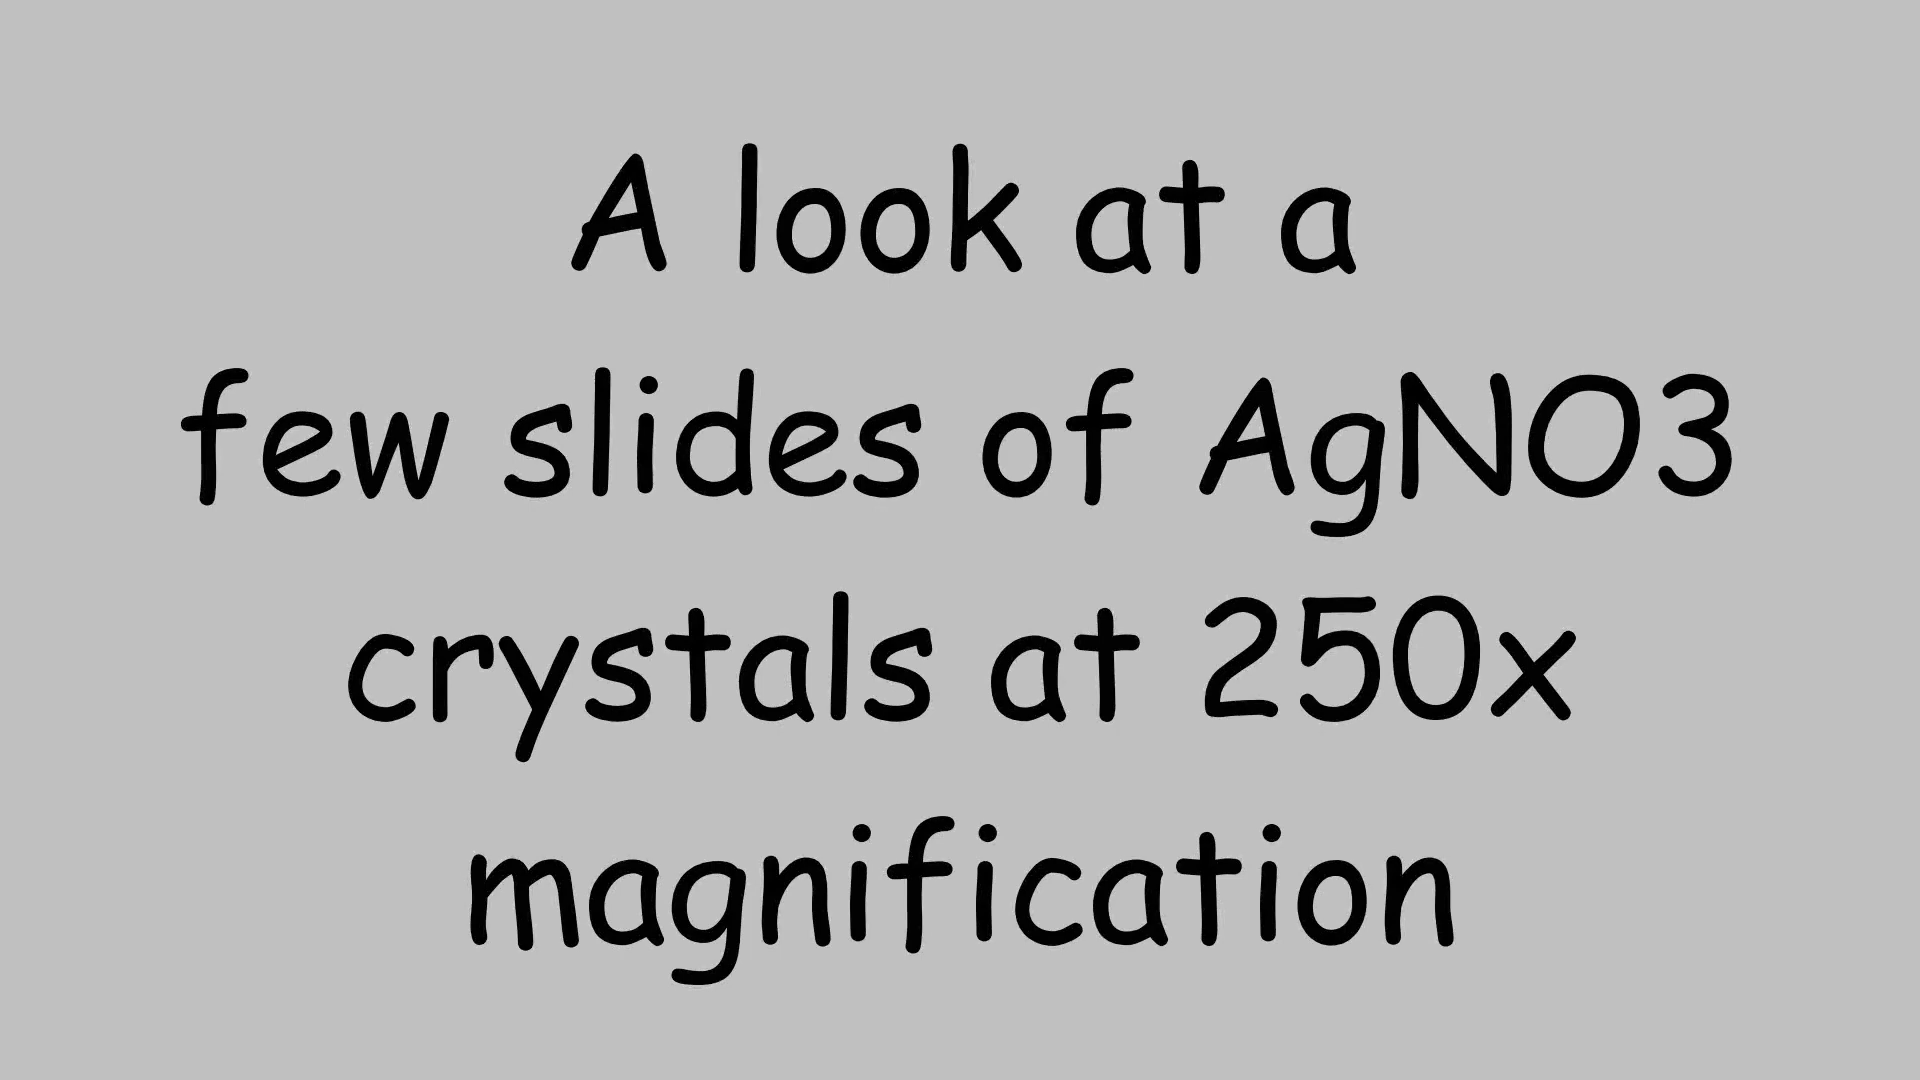 A look at a
few slides of AgNO3
crystals at 250x
magnification